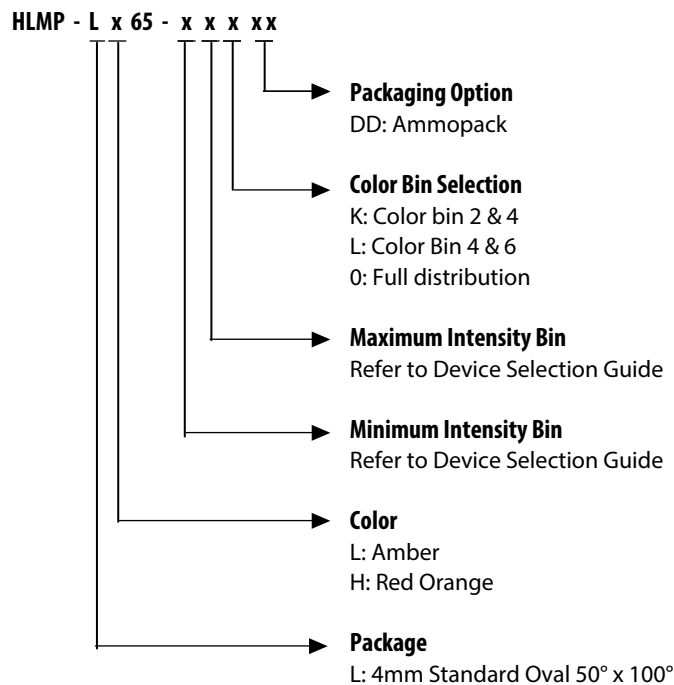 HLMP - L x 65 - x x x xx
Packaging Option
DD: Ammopack
Color Bin Selection
K: Color bin 2 & 4
L: Color Bin 4 & 6
0: Full distribution
Maximum Intensity Bin
Refer to Device Selection Guide
Minimum Intensity Bin
Refer to Device Selection Guide
Color
L: Amber
H: Red Orange
Package
L: 4mm Standard Oval 50° x 100°